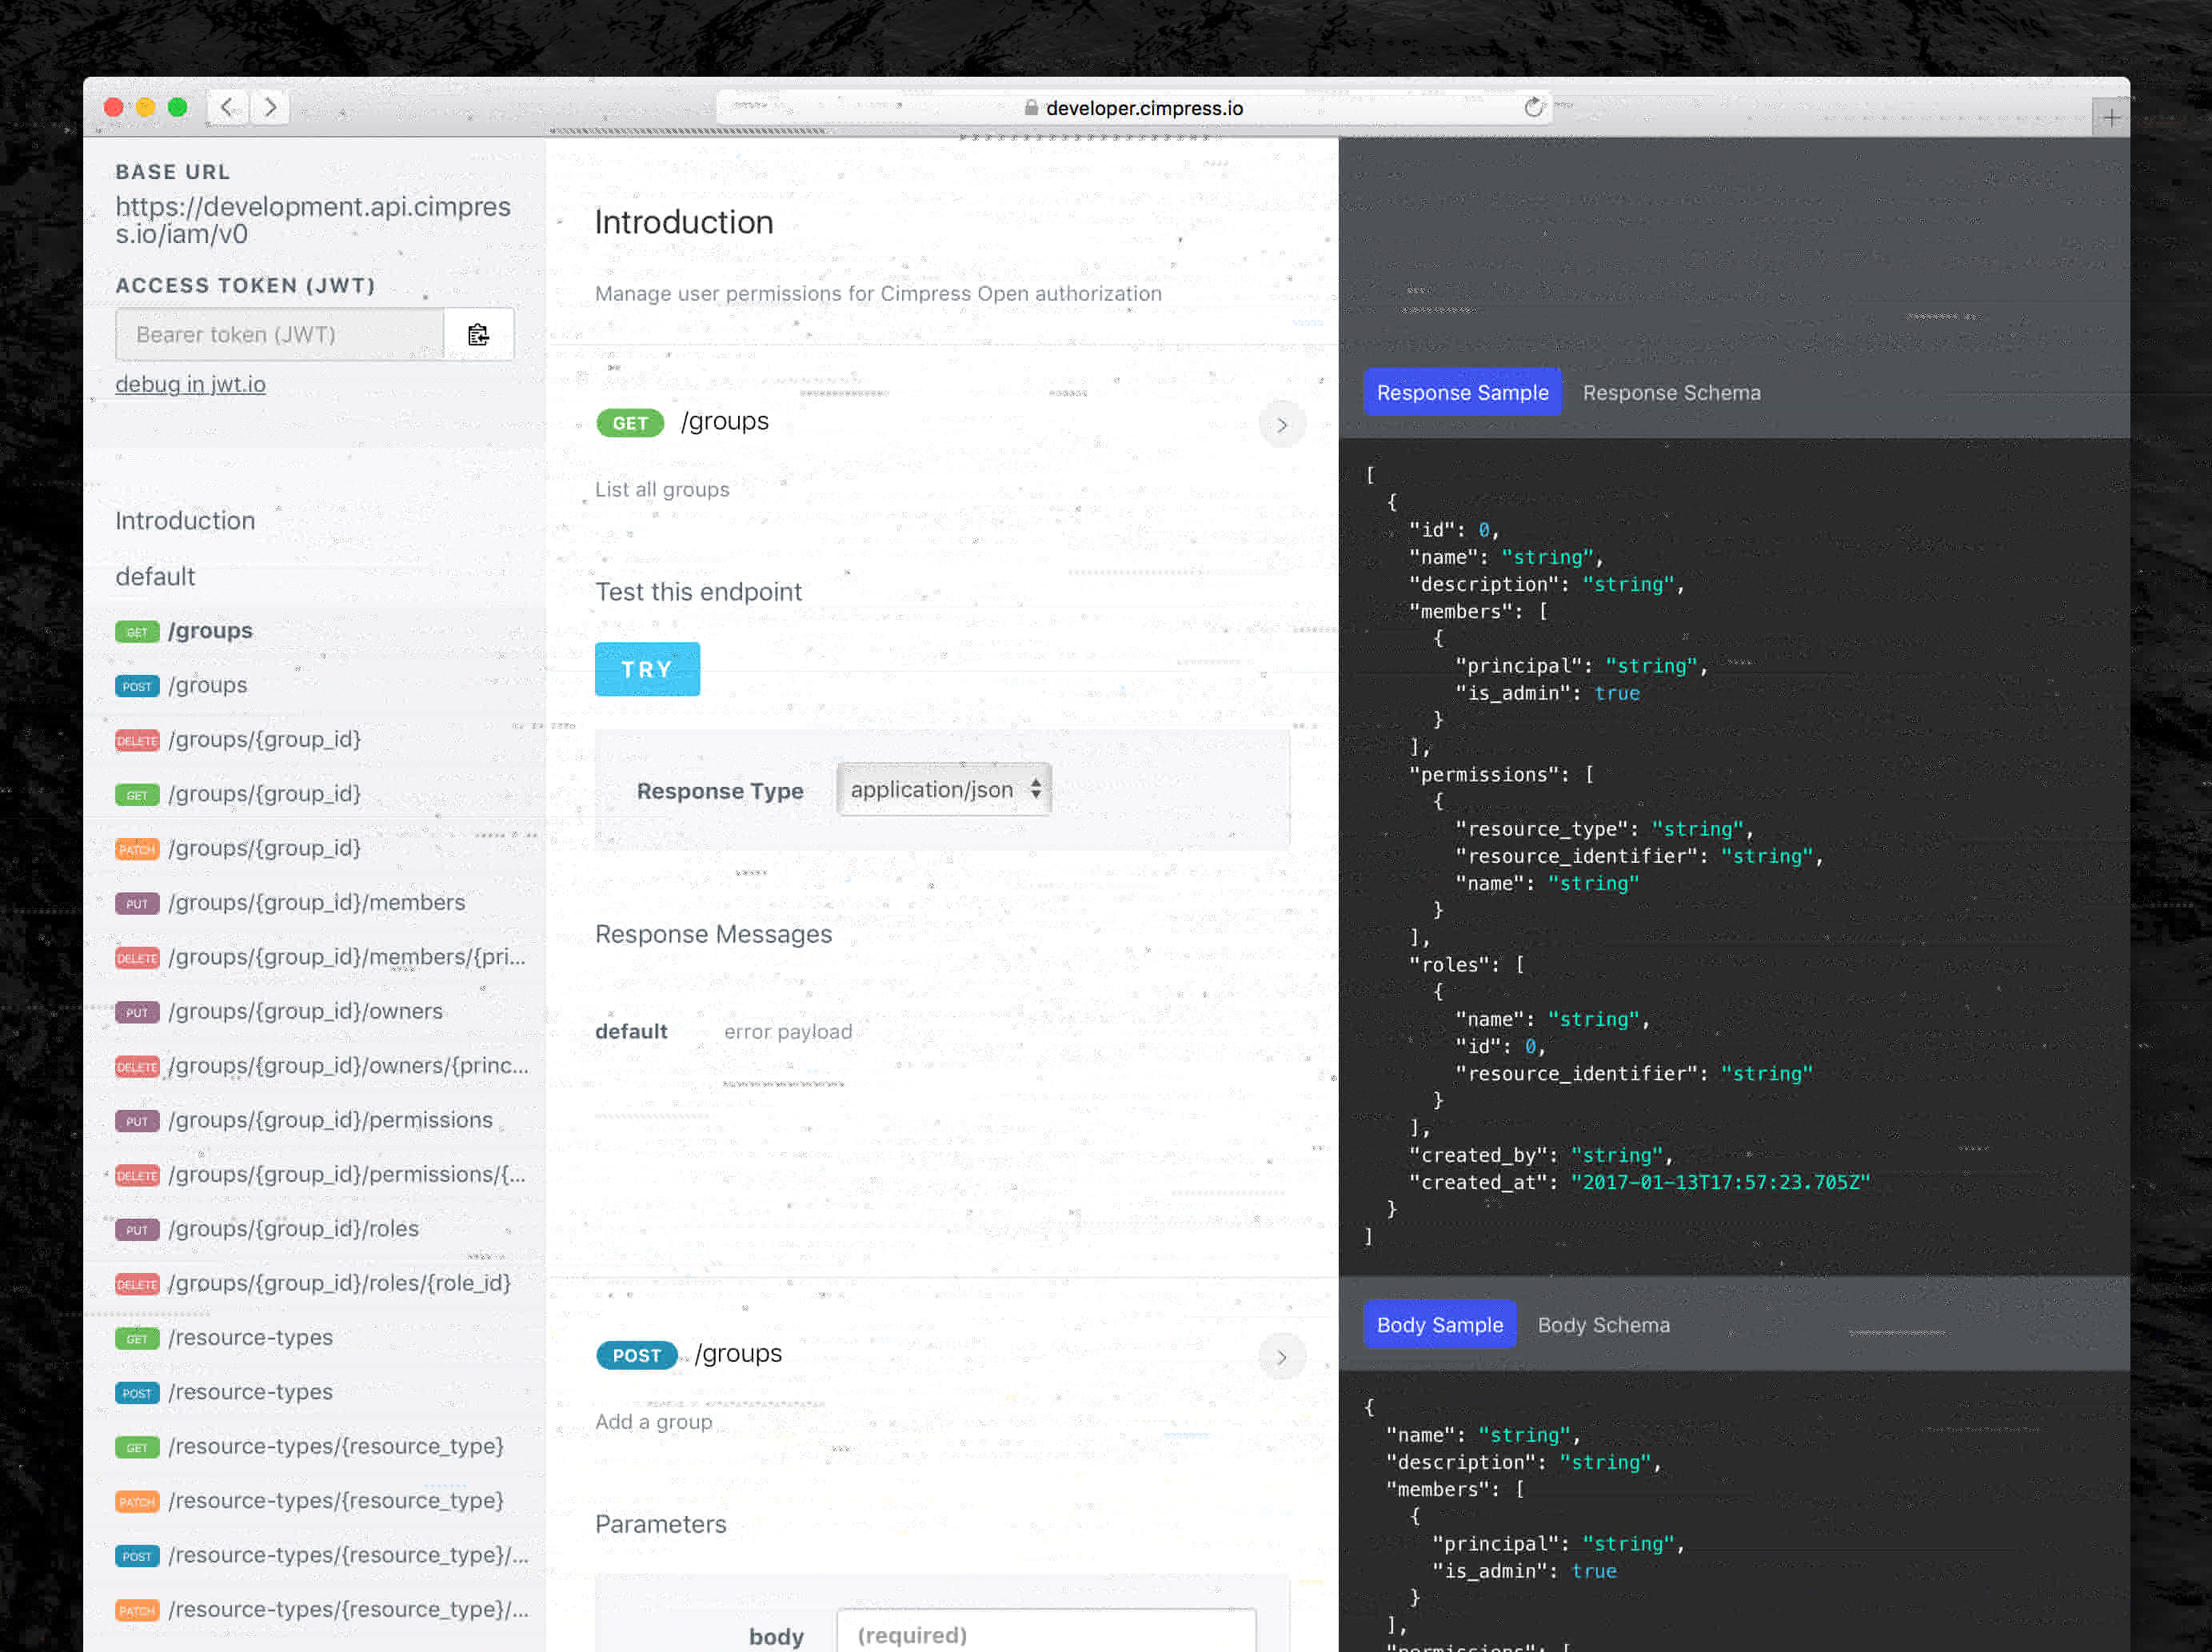 developer.cimpress.io
BASE URL
https://development.api.cimpres
s.io/iam/v0
ACCESS TOKEN (JWT)
Bearer token (JWT)
debug in jwt.io
Introduction
default
GET /groups
POST /groups
DELETE /groups/{group_id}
GET /groups/{group_id}
PATCH /groups/{group_id}
PUT /groups/{group_id}/members
DELETE /groups/{group_id}/members/{pri...
PUT /groups/{group_id}/owners
DELETE /groups/{group_id}/owners/{princ...
PUT /groups/{group_id}/permissions
DELETE /groups/{group_id}/permissions/{...
PUT /groups/{group_id}/roles
DELETE /groups/{group_id}/roles/{role_id}
GET /resource-types
POST /resource-types
GET /resource-types/{resource_type}
PATCH /resource-types/{resource_type}
POST /resource-types/{resource_type}/...
PATCH /resource-types/{resource_type}/...
Introduction
Manage user permissions for Cimpress Open authorization
GET /groups
List all groups
Test this endpoint
TRY
Response Type application/json
Response Messages
default error payload
POST /groups
Add a group
Parameters
body (required)
Response Sample Response Schema
[
{
"id": 0,
"name": "string",
"description": "string",
"members": [
{
"principal": "string",
"is_admin": true
}
],
"permissions": [
{
"resource_type": "string",
"resource_identifier": "string",
"name": "string"
}
],
"roles": [
{
"name": "string",
"id": 0,
"resource_identifier": "string"
}
],
"created_by": "string",
"created_at": "2017-01-13T17:57:23.705Z"
}
]
Body Sample Body Schema
{
"name": "string",
"description": "string",
"members": [
{
"principal": "string",
"is_admin": true
}
],
"permissions": [